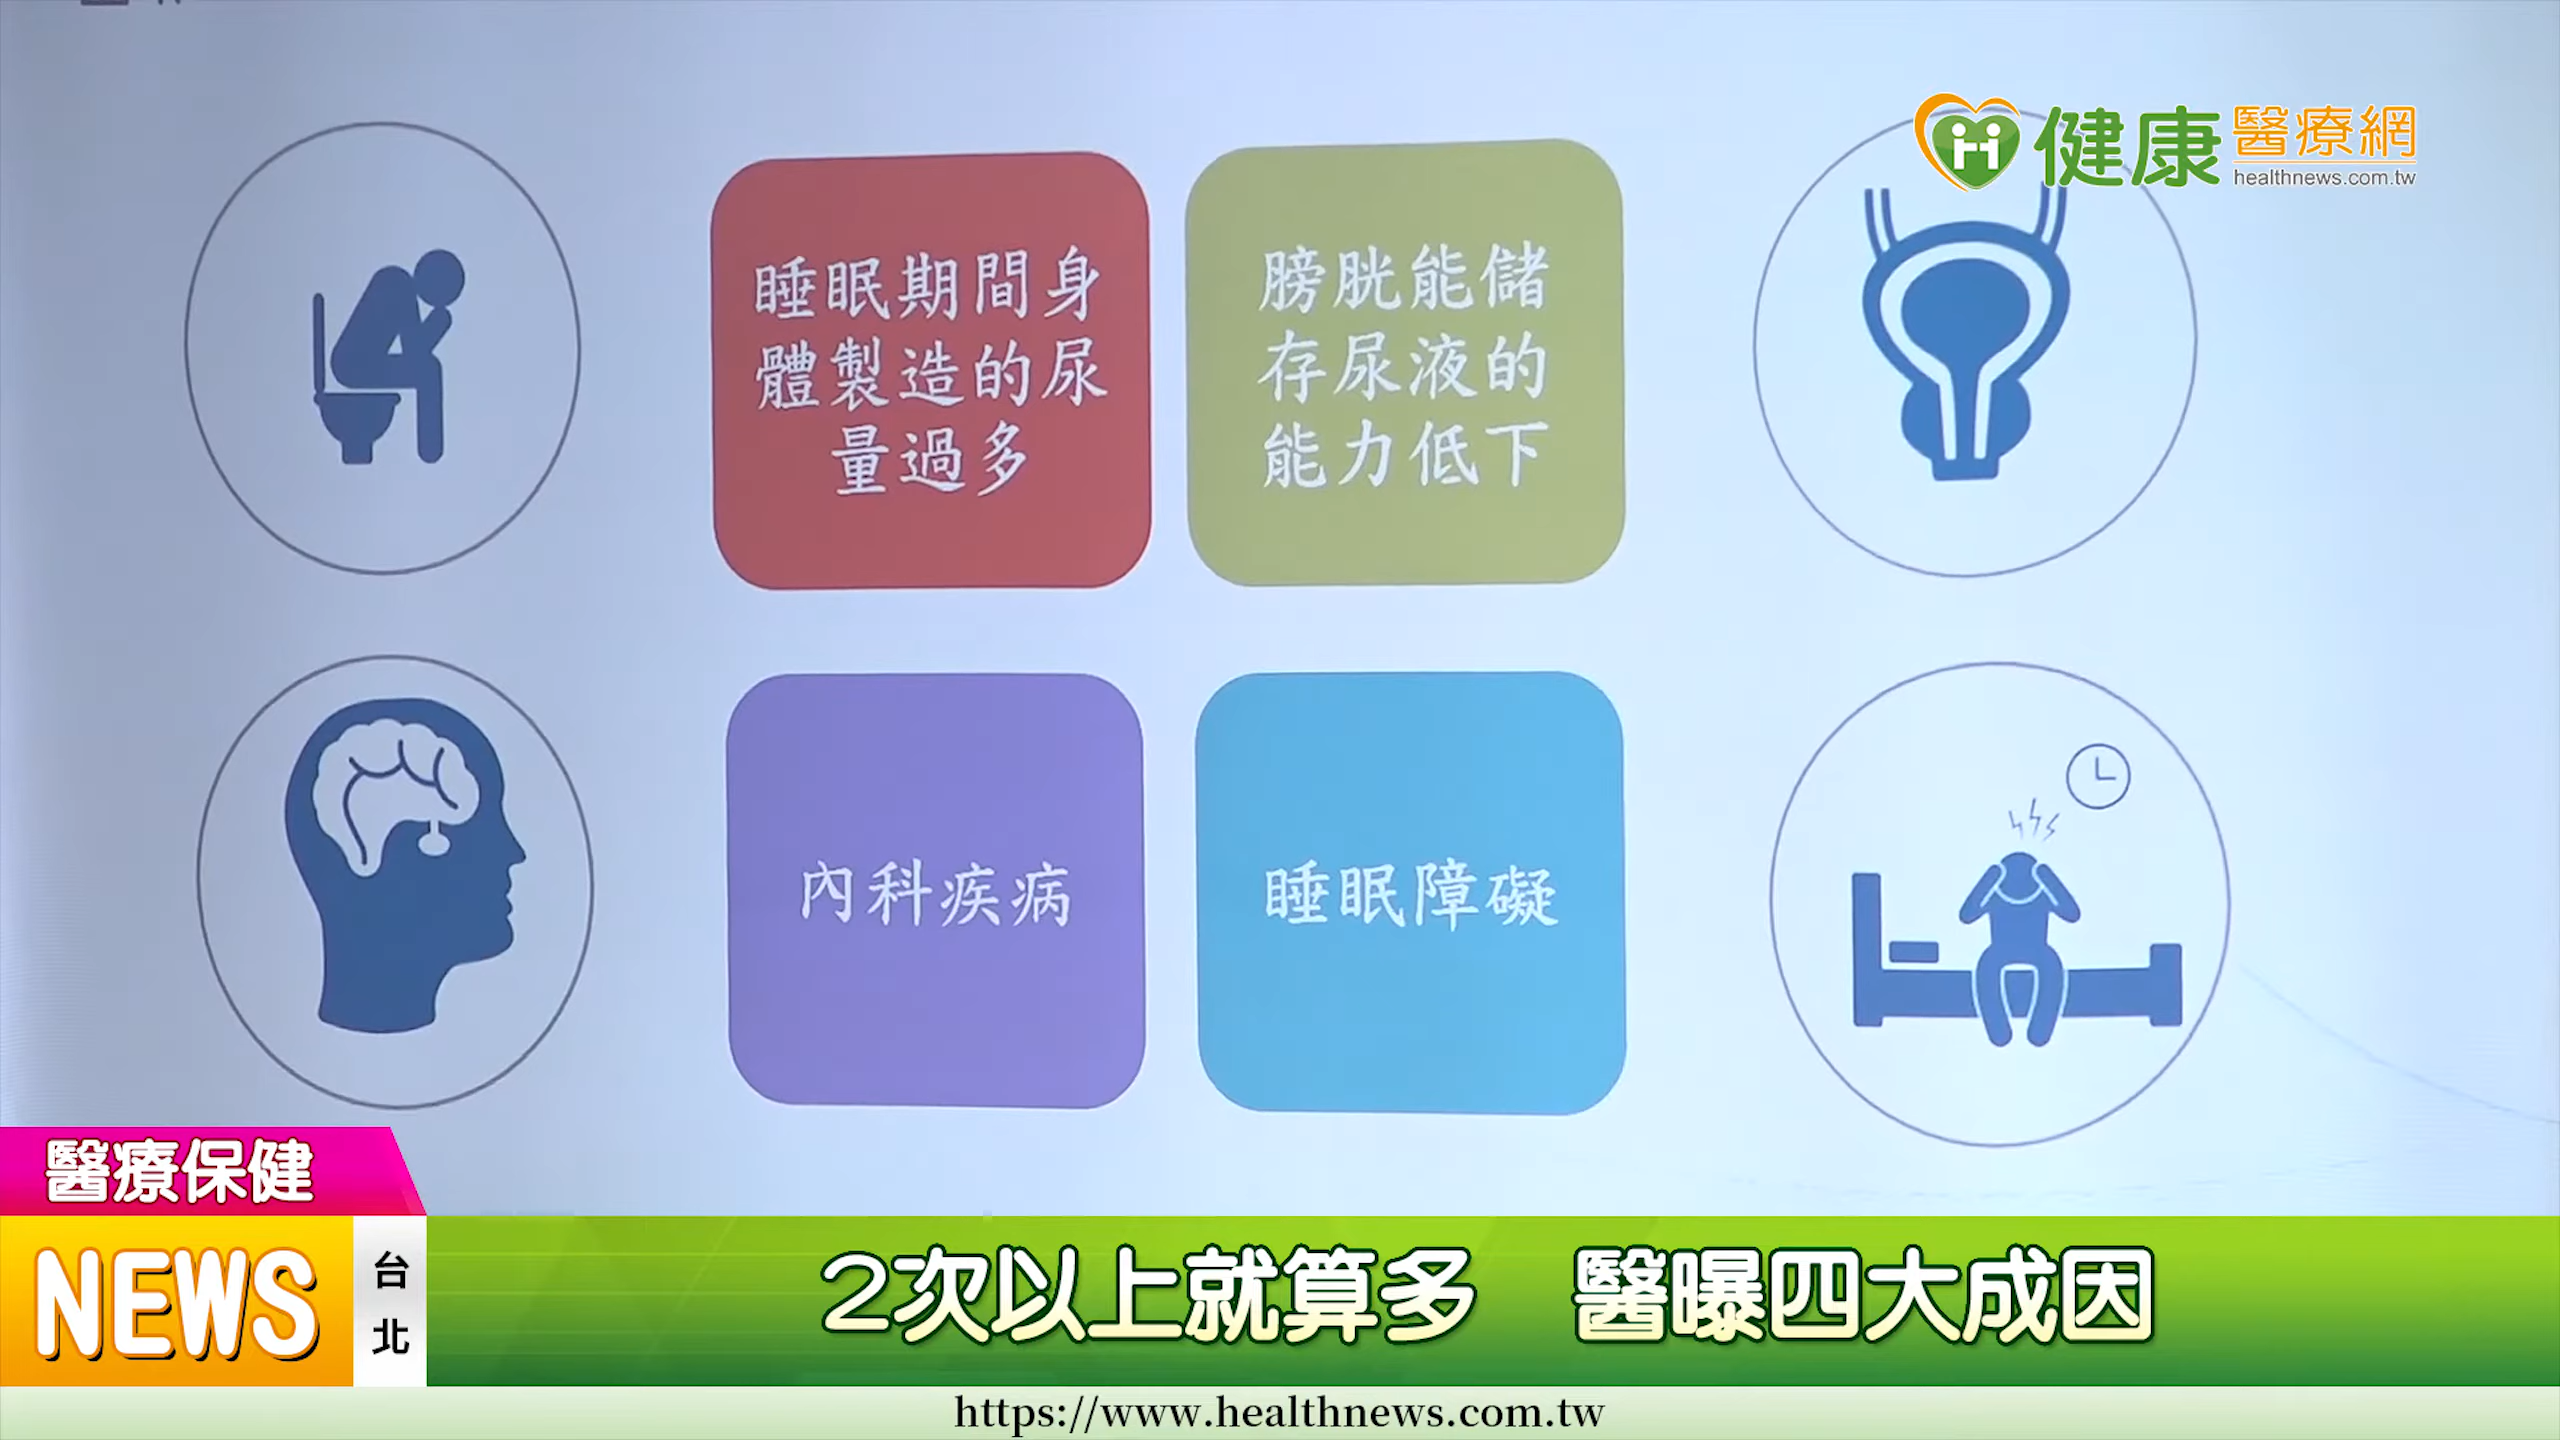 健康醫療網
healthnews.com.tw
睡眠期間身
體製造的尿
量過多
膀胱能儲
存尿液的
能力低下
內科疾病
睡眠障礙
醫療保健
NEWS
台北
2次以上就算多 醫曝四大成因
https://www.healthnews.com.tw